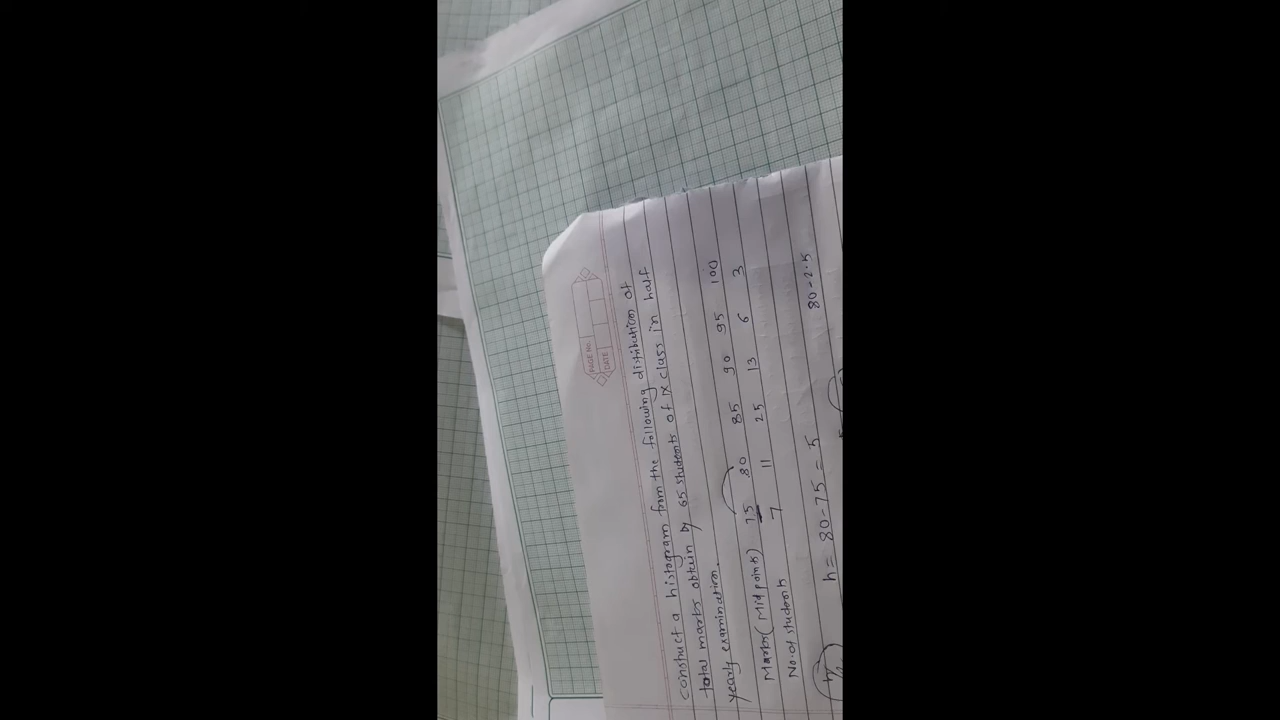 PAGE NO
DATE
construct a histogram from the following distribution of
total marks obtain by 65 students of IX class in half
yearly examination.
Marks (Mid points) 75 80 85 90 95 100
No. of students 7 11 25 13 6 3
h = 80-75 = 5
80-2.5